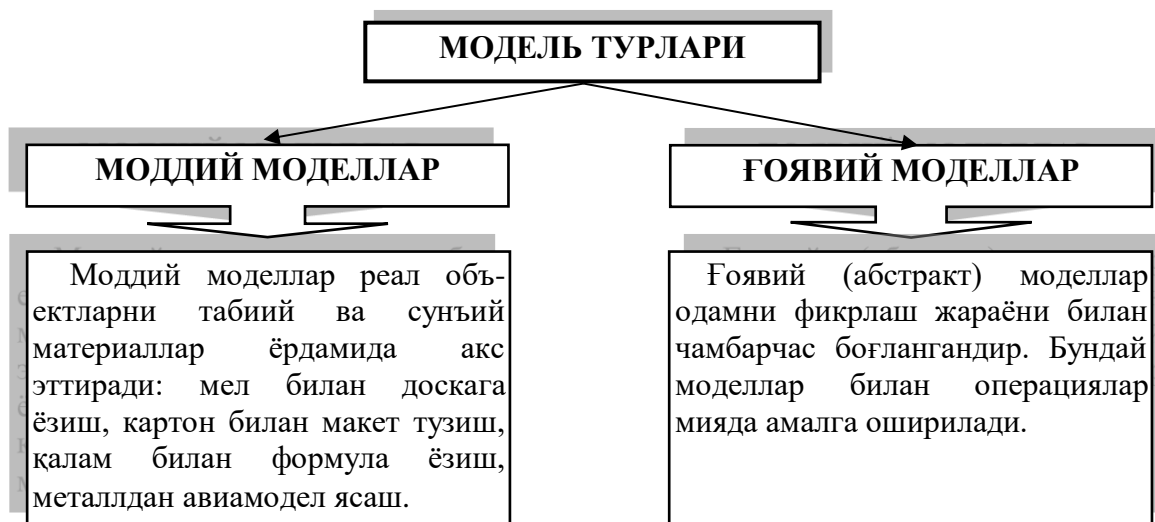 МОДЕЛЬ ТУРЛАРИ
МОДДИЙ МОДЕЛЛАР
ҒОЯВИЙ МОДЕЛЛАР
Моддий моделлар реал объ-
ектларни табиий ва сунъий
материаллар ёрдамида акс
эттиради: мел билан доскага
ёзиш, картон билан макет тузиш,
қалам билан формула ёзиш,
металлдан авиамодел ясаш.
Ғоявий (абстракт) моделлар
одамни фикрлаш жараёни билан
чамбарчас боғлангандир. Бундай
моделлар билан операциялар
мияда амалга оширилади.